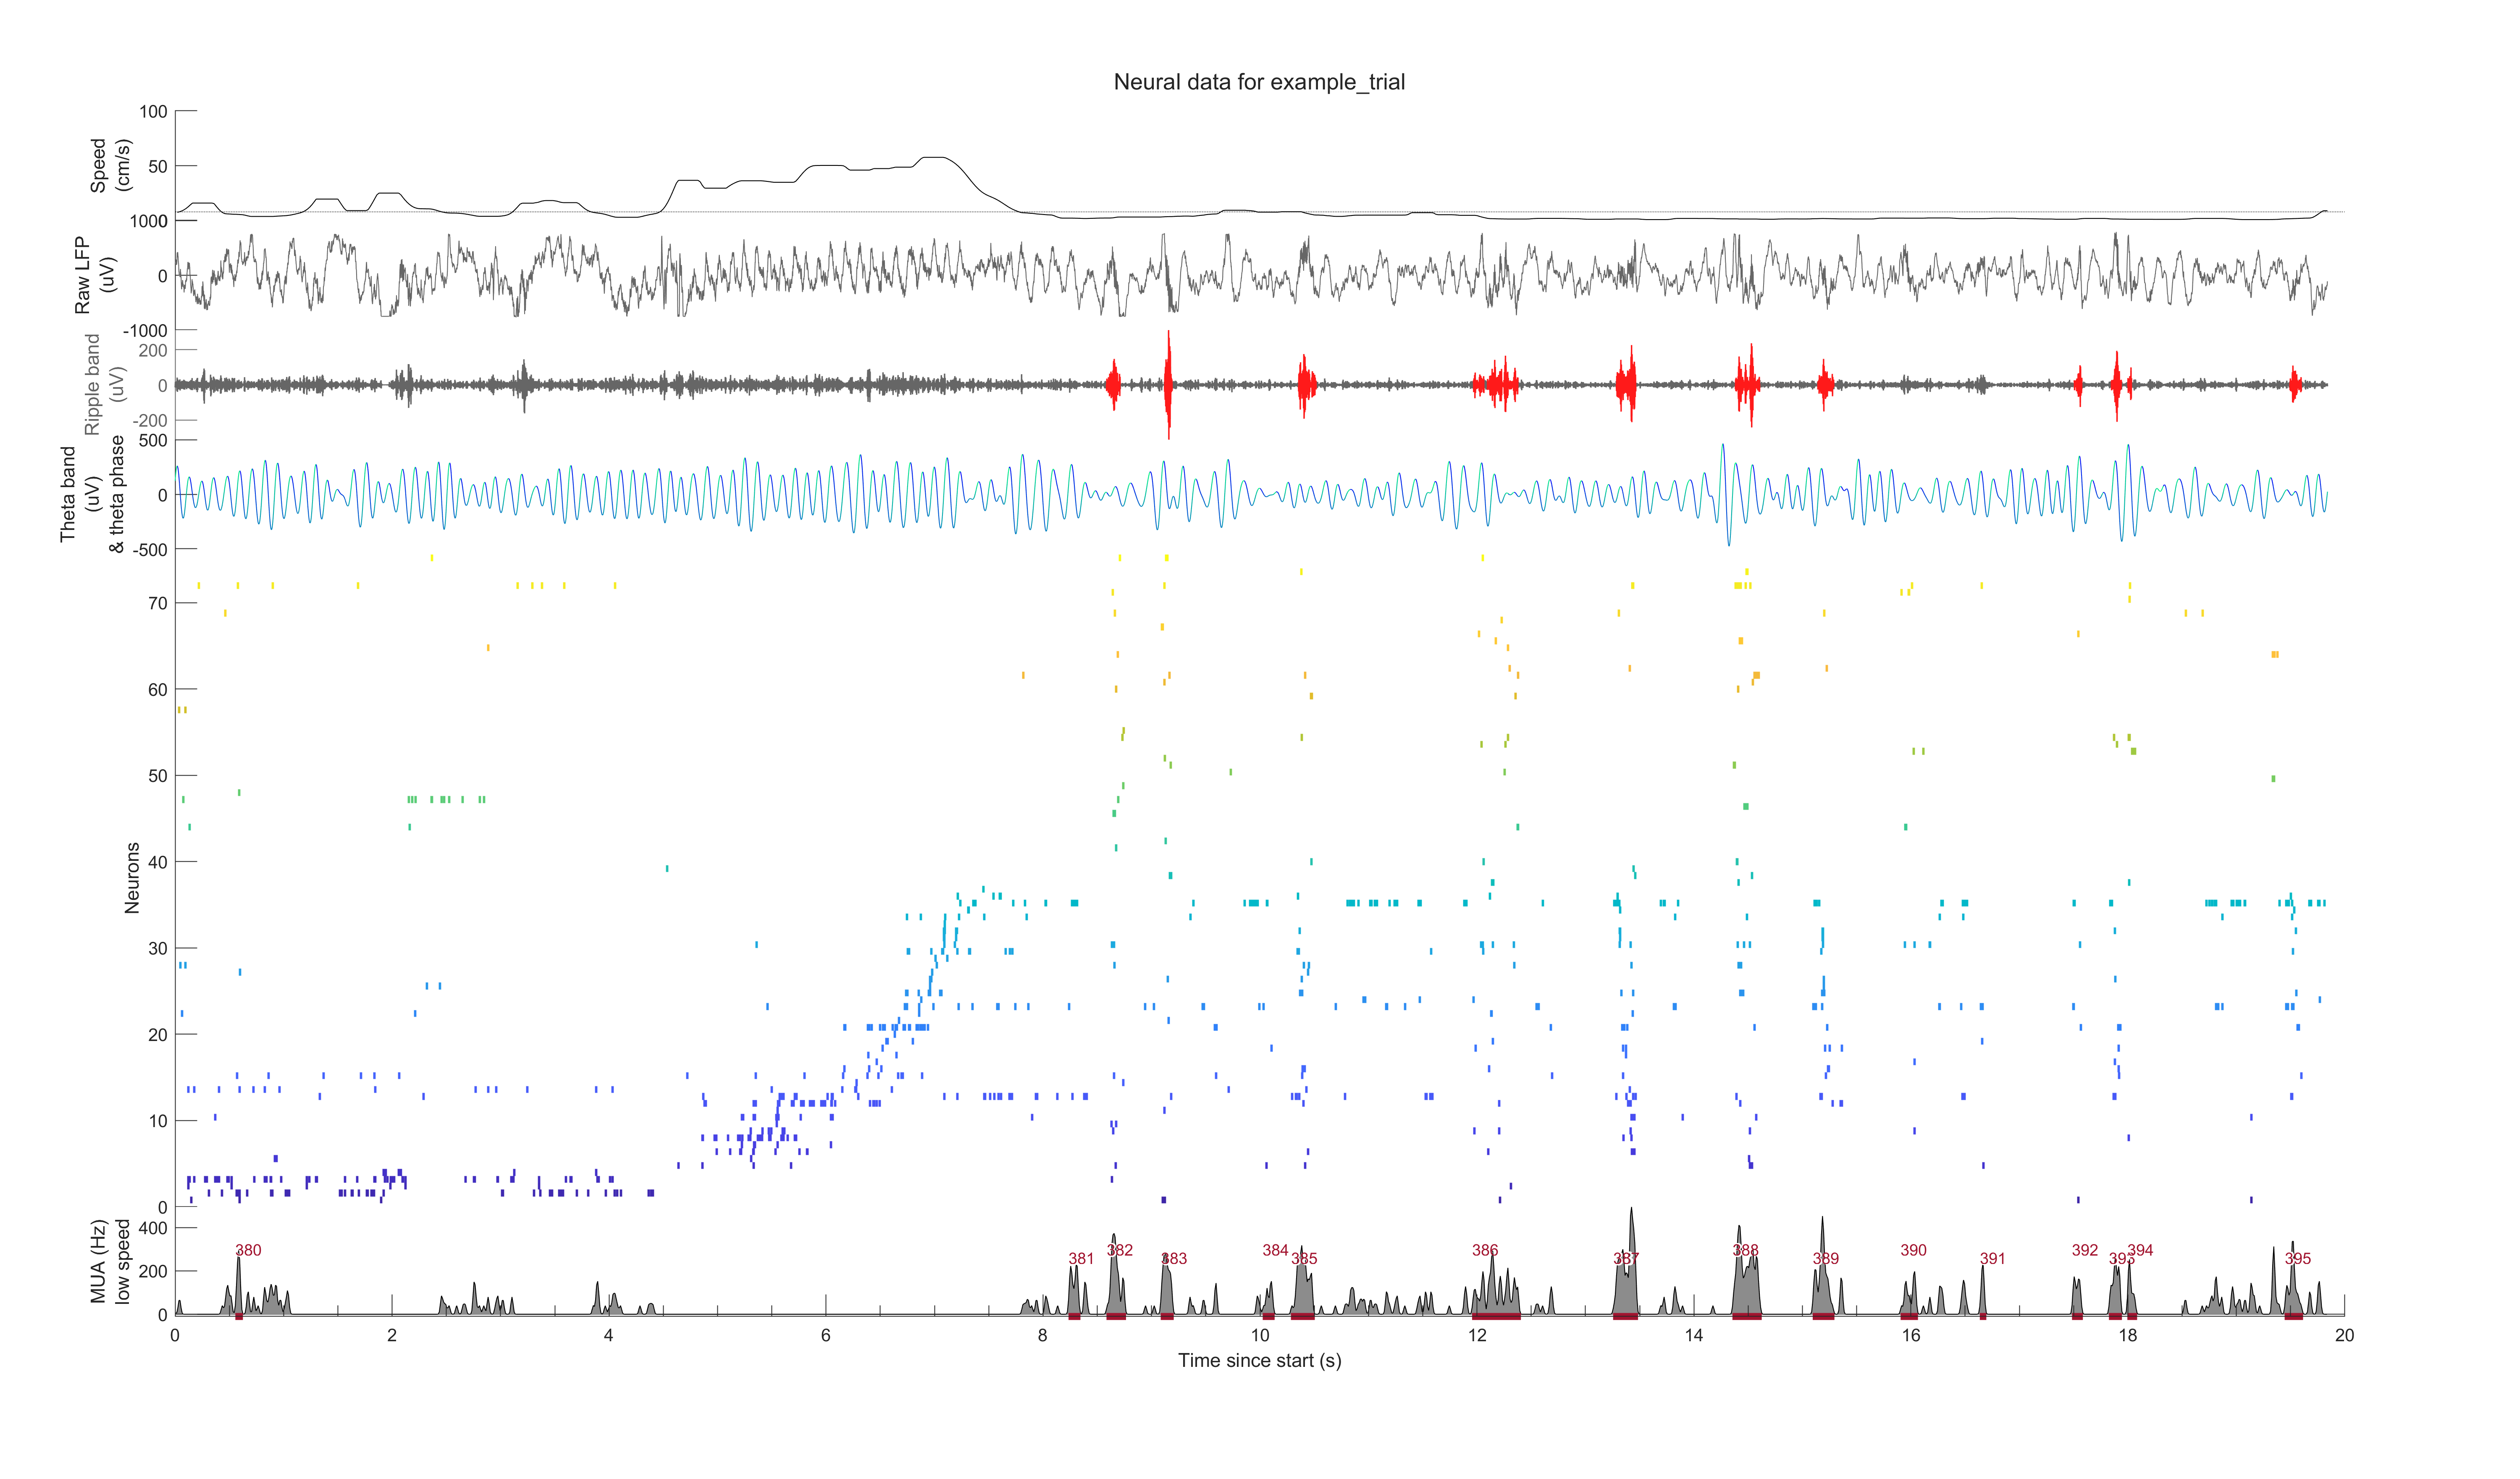 Neural data for example_trial
100
50
0
Speed
(cm/s)
1000
0
-1000
Raw LFP
(uV)
200
0
-200
Ripple band
(uV)
500
0
-500
Theta band
(uV)
& theta phase
70
60
50
40
30
20
10
0
Neurons
400
200
0
MUA (Hz)
low speed
380
381
382
383
384
385
386
387
388
389
390
391
392
393
394
395
0 2 4 6 8 10 12 14 16 18 20
Time since start (s)